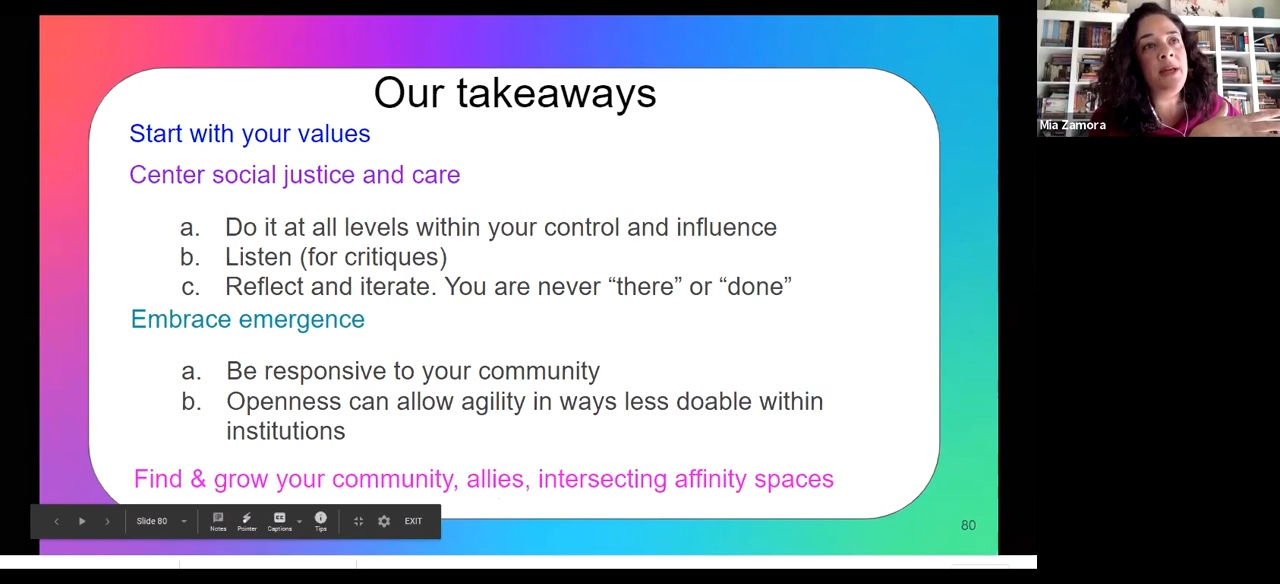 Our takeaways
Start with your values
Center social justice and care
a. Do it at all levels within your control and influence
b. Listen (for critiques)
c. Reflect and iterate. You are never “there” or “done”
Embrace emergence
a. Be responsive to your community
b. Openness can allow agility in ways less doable within
institutions
Find & grow your community, allies, intersecting affinity spaces
Slide 80
Notes
Pointer
Captions
Tips
EXIT
80
Mia Zamora